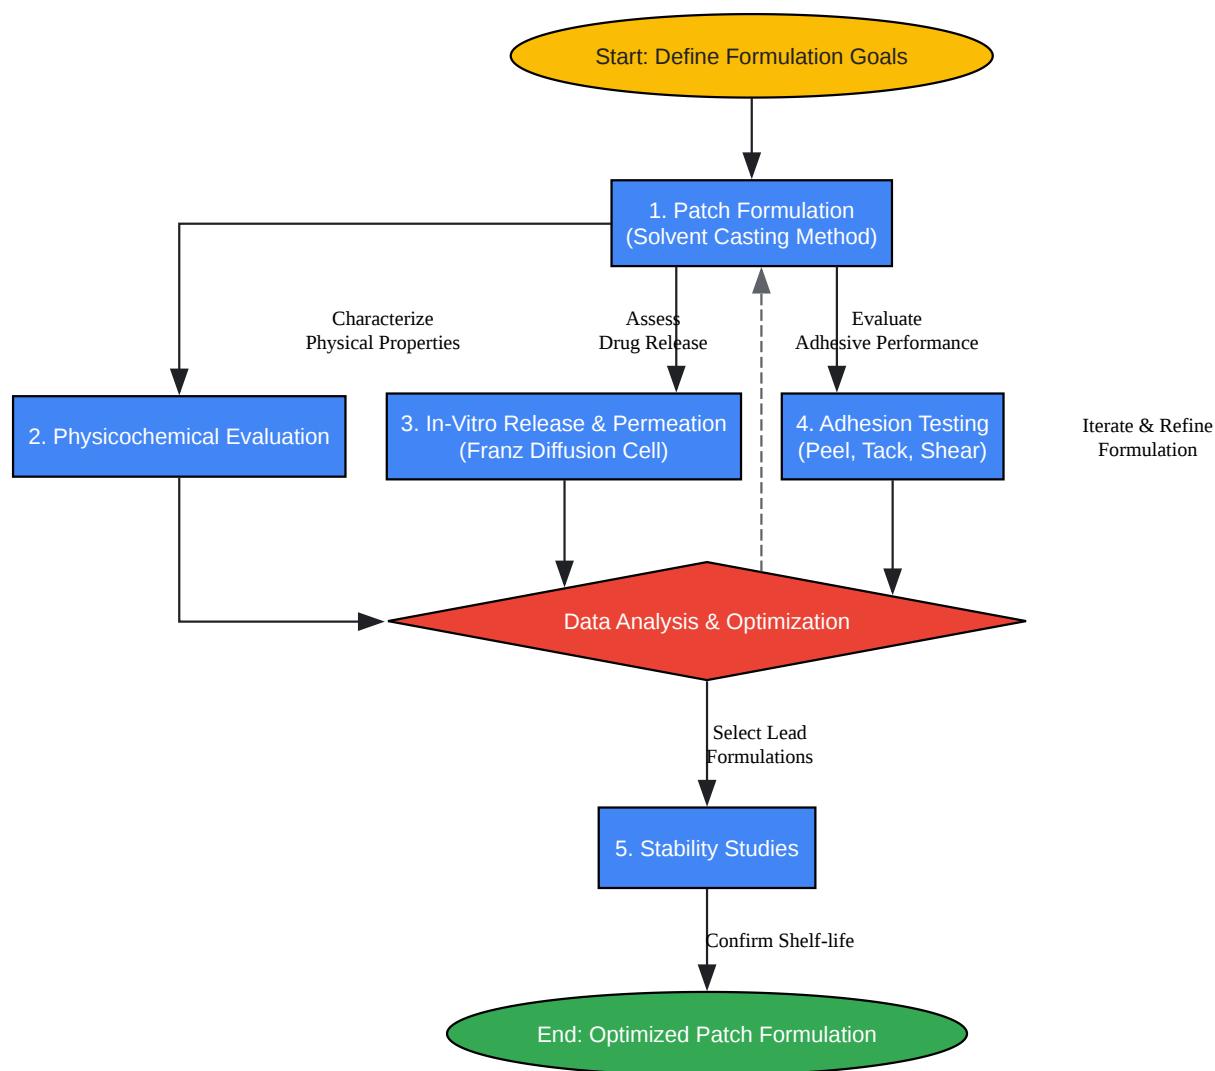 Start: Define Formulation Goals
1. Patch Formulation
(Solvent Casting Method)
Characterize
Physical Properties
Assess
Drug Release
Evaluate
Adhesive Performance
2. Physicochemical Evaluation
3. In-Vitro Release & Permeation
(Franz Diffusion Cell)
4. Adhesion Testing
(Peel, Tack, Shear)
Iterate & Refine
Formulation
Data Analysis & Optimization
Select Lead
Formulations
5. Stability Studies
Confirm Shelf-life
End: Optimized Patch Formulation